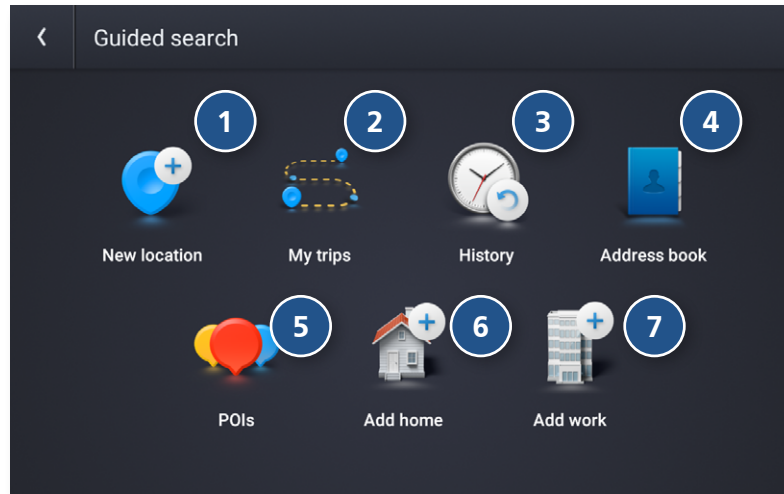 Guided search
1 2 3 4
New location My trips History Address book
5 6 7
POIs Add home Add work